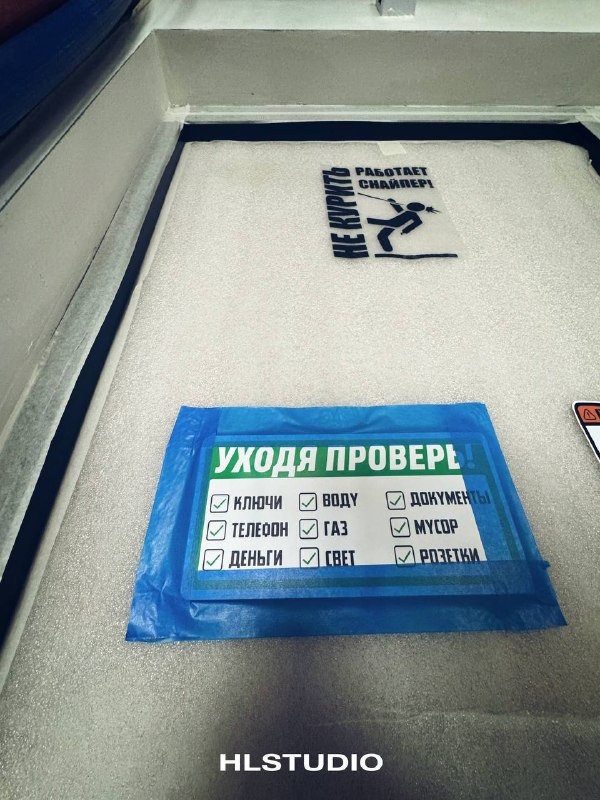 НЕ КУРИТЬ
РАБОТАЕТ
СНАЙПЕР!
УХОДЯ ПРОВЕРЬ!
КЛЮЧИ
ВОДУ
ДОКУМЕНТЫ
ТЕЛЕФОН
ГАЗ
МУСОР
ДЕНЬГИ
СВЕТ
РОЗЕТКИ
HLSTUDIO